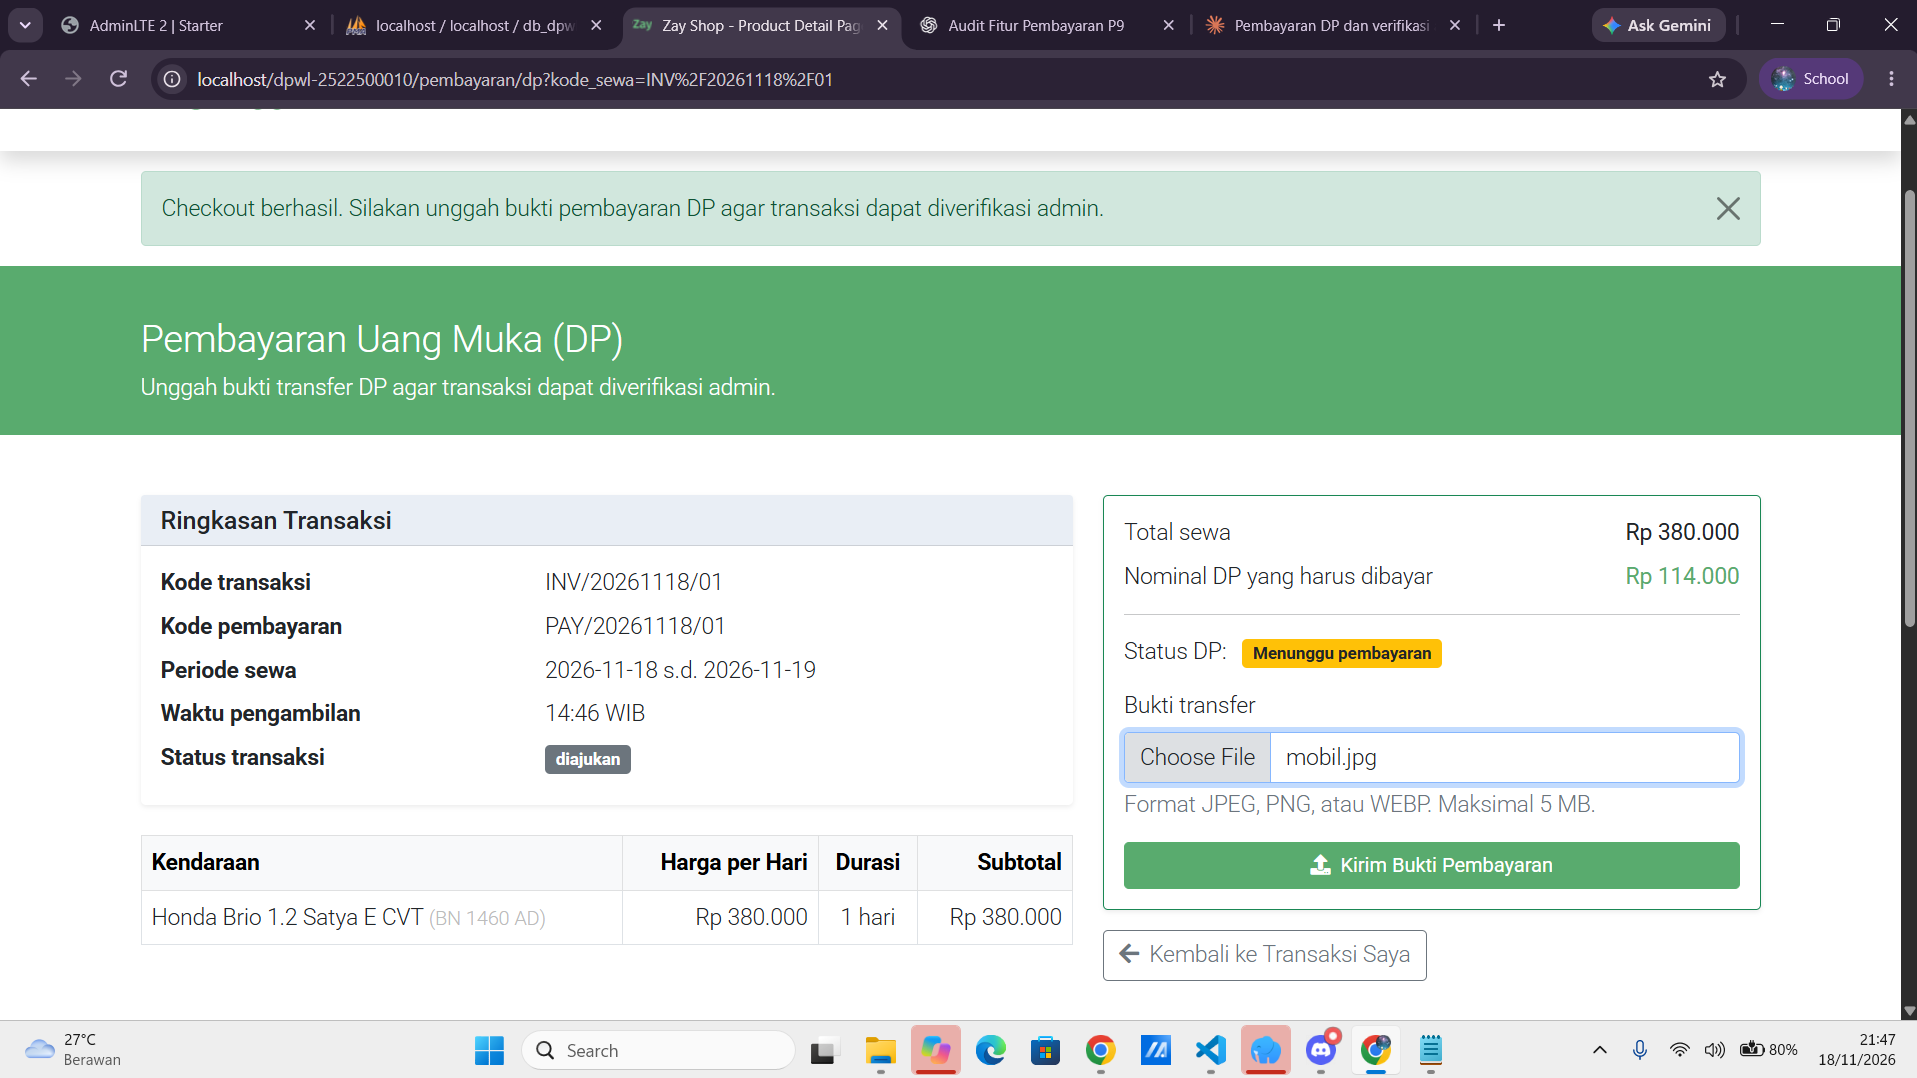 AdminLTE 2 | Starter
localhost / localhost / db_dpw
Zay Zay Shop - Product Detail Pag
Audit Fitur Pembayaran P9
Pembayaran DP dan verifikasi
Ask Gemini
localhost/dpwl-2522500010/pembayaran/dp?kode_sewa=INV%2F20261118%2F01
School
Checkout berhasil. Silakan unggah bukti pembayaran DP agar transaksi dapat diverifikasi admin.
Pembayaran Uang Muka (DP)
Unggah bukti transfer DP agar transaksi dapat diverifikasi admin.
Ringkasan Transaksi
Kode transaksi INV/20261118/01
Kode pembayaran PAY/20261118/01
Periode sewa 2026-11-18 s.d. 2026-11-19
Waktu pengambilan 14:46 WIB
Status transaksi diajukan
Kendaraan Harga per Hari Durasi Subtotal
Honda Brio 1.2 Satya E CVT (BN 1460 AD) Rp 380.000 1 hari Rp 380.000
Total sewa Rp 380.000
Nominal DP yang harus dibayar Rp 114.000
Status DP: Menunggu pembayaran
Bukti transfer
Choose File mobil.jpg
Format JPEG, PNG, atau WEBP. Maksimal 5 MB.
Kirim Bukti Pembayaran
Kembali ke Transaksi Saya
27°C
Berawan
Search
80%
21:47
18/11/2026